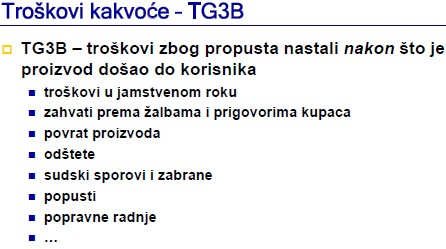 Troškovi kakvoće - TG3B
TG3B – troškovi zbog propusta nastali nakon što je
proizvod došao do korisnika
troškovi u jamstvenom roku
zahvati prema žalbama i prigovorima kupaca
povrat proizvoda
odštete
sudski sporovi i zabrane
popusti
popravne radnje
...